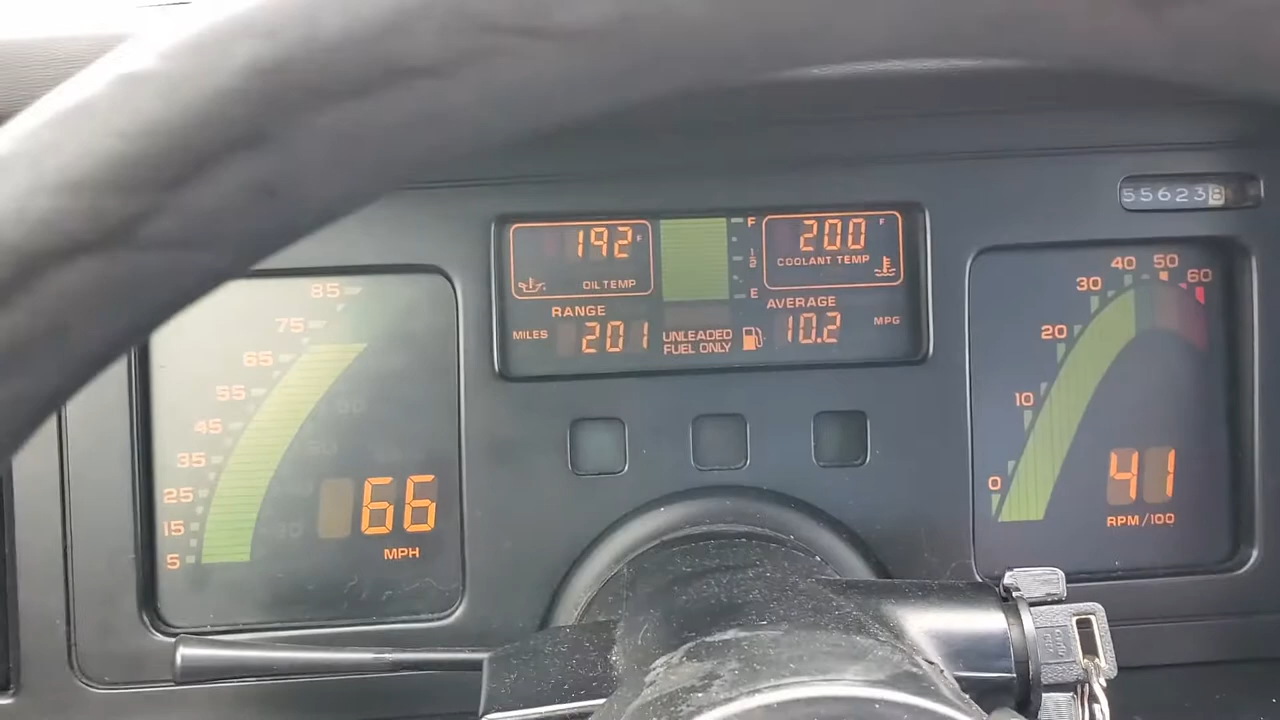 55623
192 F
OIL TEMP
F
1/2
E
200 F
COOLANT TEMP
RANGE
MILES 201
UNLEADED
FUEL ONLY
AVERAGE
10.2 MPG
85
75
65
55
45
35
25
15
5
66
MPH
60
50
40
30
20
10
0
41
RPM/100